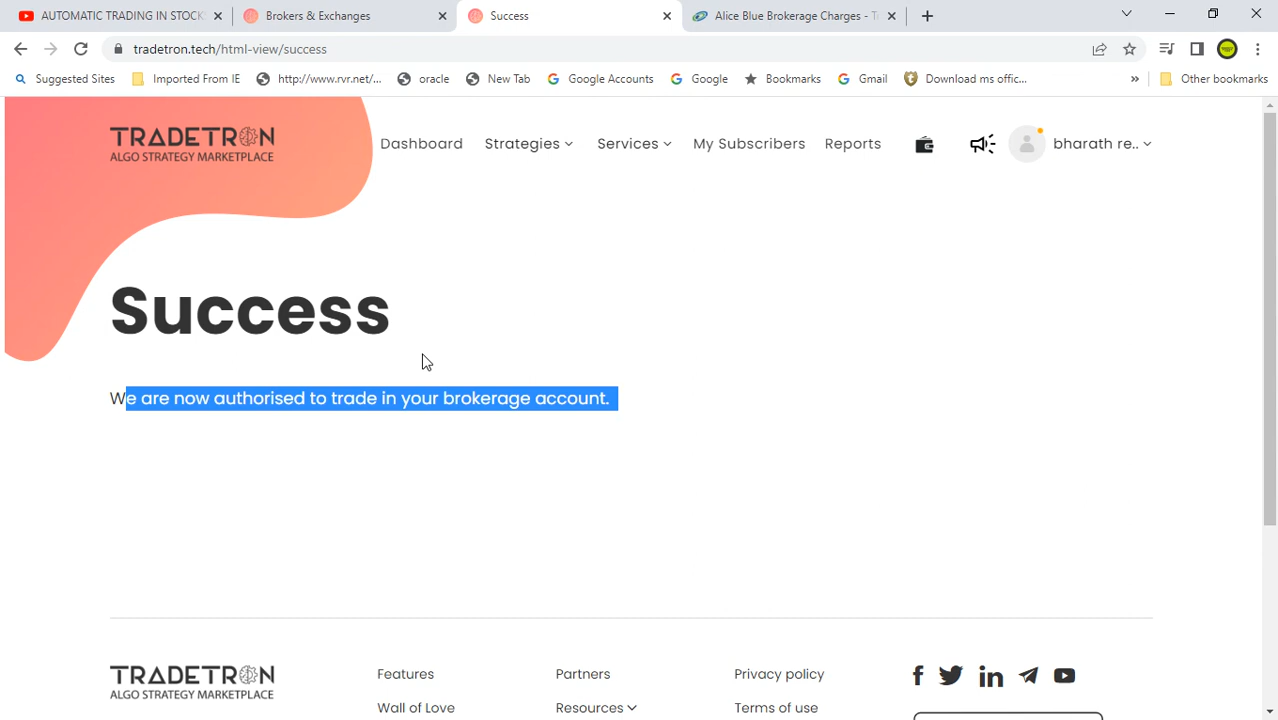 AUTOMATIC TRADING IN STOCK
Brokers & Exchanges
Success
Alice Blue Brokerage Charges - T
tradetron.tech/html-view/success
Suggested Sites
Imported From IE
http://www.rvr.net/...
oracle
New Tab
Google Accounts
Google
Bookmarks
Gmail
Download ms offic...
Other bookmarks
TRADETRON
ALGO STRATEGY MARKETPLACE
Dashboard
Strategies
Services
My Subscribers
Reports
bharath re..
Success
We are now authorised to trade in your brokerage account.
TRADETRON
ALGO STRATEGY MARKETPLACE
Features
Partners
Privacy policy
Wall of Love
Resources
Terms of use